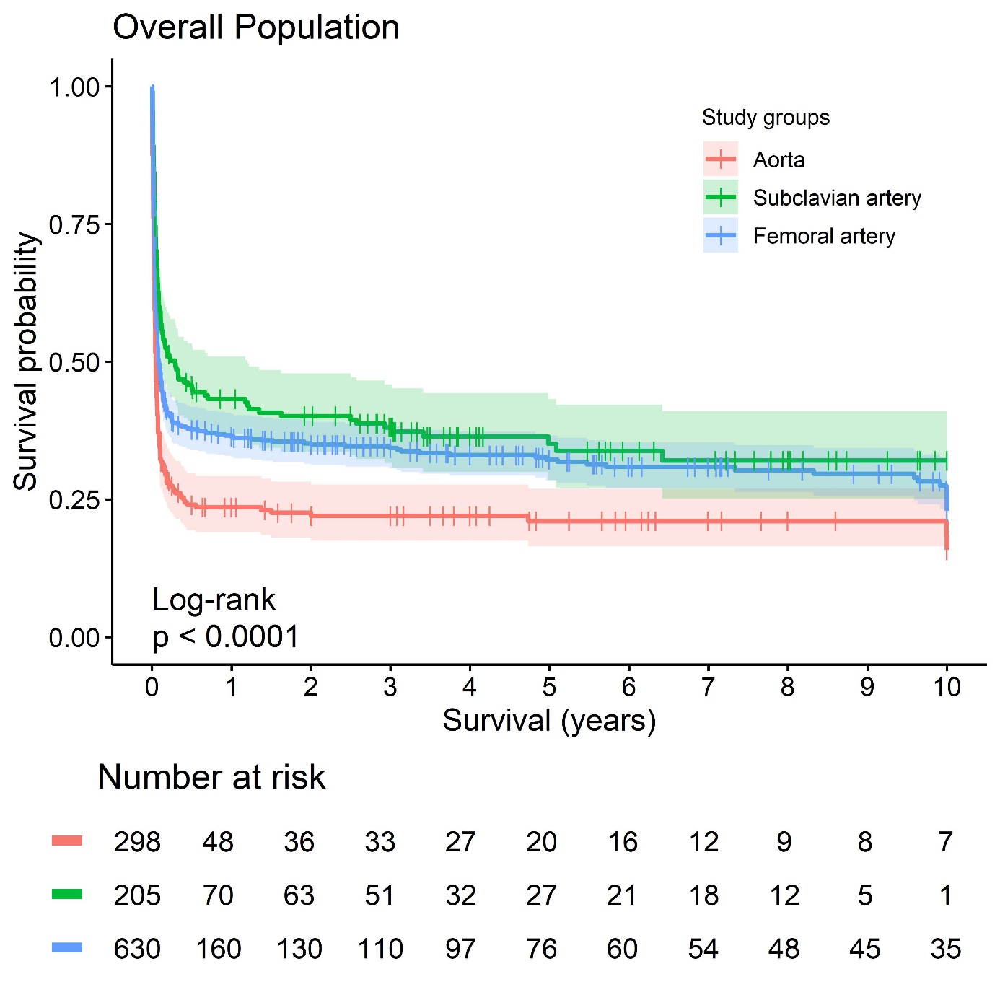 Overall Population
Survival probability
1.00
0.75
0.50
0.25
0.00
Study groups
Aorta
Subclavian artery
Femoral artery
Log-rank
p < 0.0001
0 1 2 3 4 5 6 7 8 9 10
Survival (years)
Number at risk
298 48 36 33 27 20 16 12 9 8 7
205 70 63 51 32 27 21 18 12 5 1
630 160 130 110 97 76 60 54 48 45 35